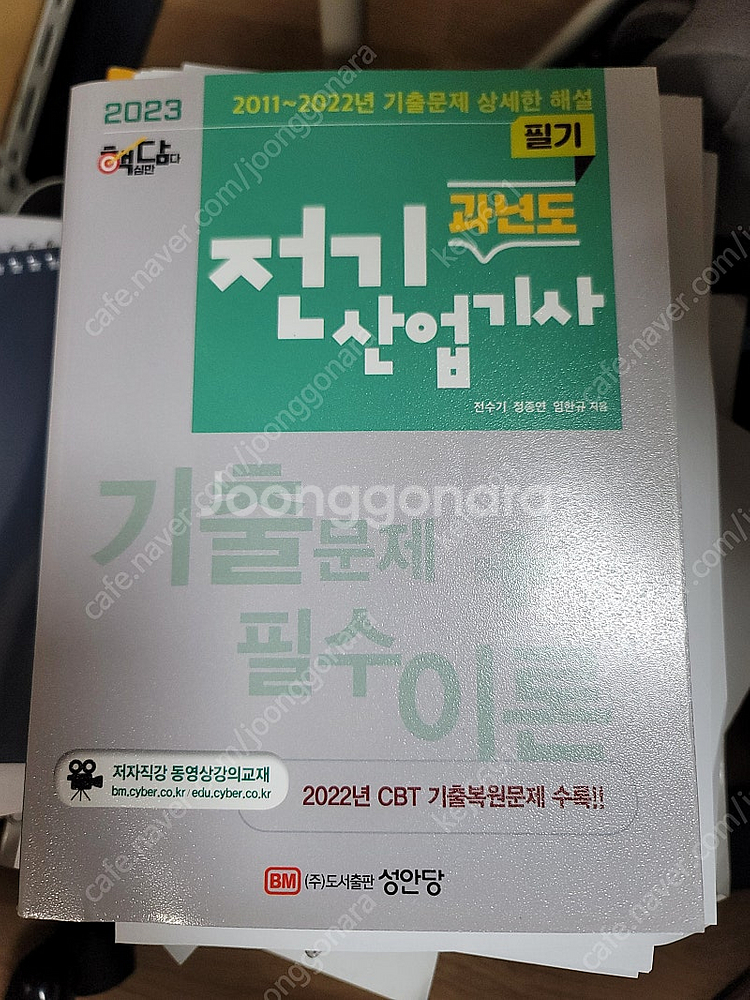 2023
2011~2022년 기출문제 상세한 해설
필기
핵심만 담다
과년도
전기
산업기사
전수기 정종연 임한규 지음
기출문제
필수이론
Joonggonara
저자직강 동영상강의교재
bm.cyber.co.kr / edu.cyber.co.kr
2022년 CBT 기출복원문제 수록!!
BM (주)도서출판 성안당
cafe.naver.com/joonggonara